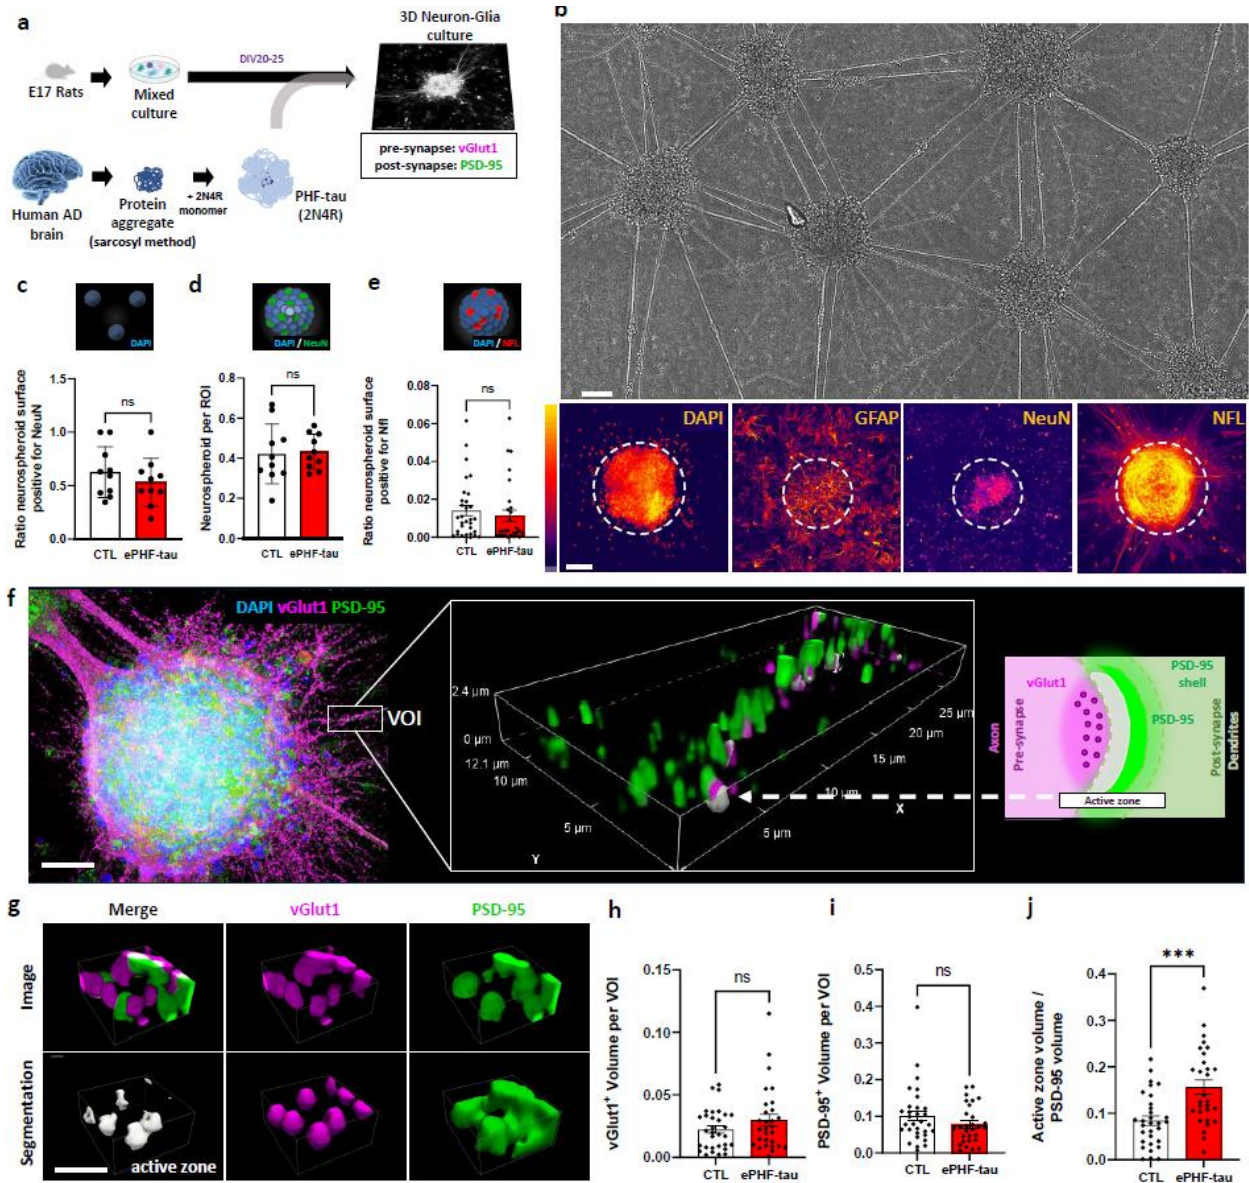 a
E17 Rats
Mixed
culture
DIV20-25
3D Neuron-Glia
culture
pre-synapse: vGlut1
post-synapse: PSD-95
Human AD
brain
Protein
aggregate
(sarcosyl method)
+ 2N4R
monomer
PHF-tau
(2N4R)
b
DAPI
GFAP
NeuN
NFL
c
DAPI
Ratio neurospheroid surface
positive for NeuN
1.5
1.0
0.5
0.0
ns
CTL
ePHF-tau
d
DAPI / NeuN
Neurospheroid per ROI
0.8
0.6
0.4
0.2
0.0
ns
CTL
ePHF-tau
e
DAPI / NFL
Ratio neurospheroid surface
positive for Nfl
0.08
0.06
0.04
0.02
0.00
ns
CTL
ePHF-tau
f
DAPI vGlut1 PSD-95
VOI
2.4 µm
0 µm
12.1 µm
10 µm
5 µm
Y
5 µm
10 µm
X
15 µm
20 µm
25 µm
Axon
Pre-synapse
vGlut1
PSD-95
shell
PSD-95
Post-synapse
Dendrites
Active zone
g
Merge
vGlut1
PSD-95
Image
Segmentation
active zone
h
vGlut1⁺ Volume per VOI
0.15
0.10
0.05
0.00
ns
CTL
ePHF-tau
i
PSD-95⁺ Volume per VOI
0.5
0.4
0.3
0.2
0.1
0.0
ns
CTL
ePHF-tau
j
Active zone volume /
PSD-95 volume
0.4
0.3
0.2
0.1
0.0
***
CTL
ePHF-tau